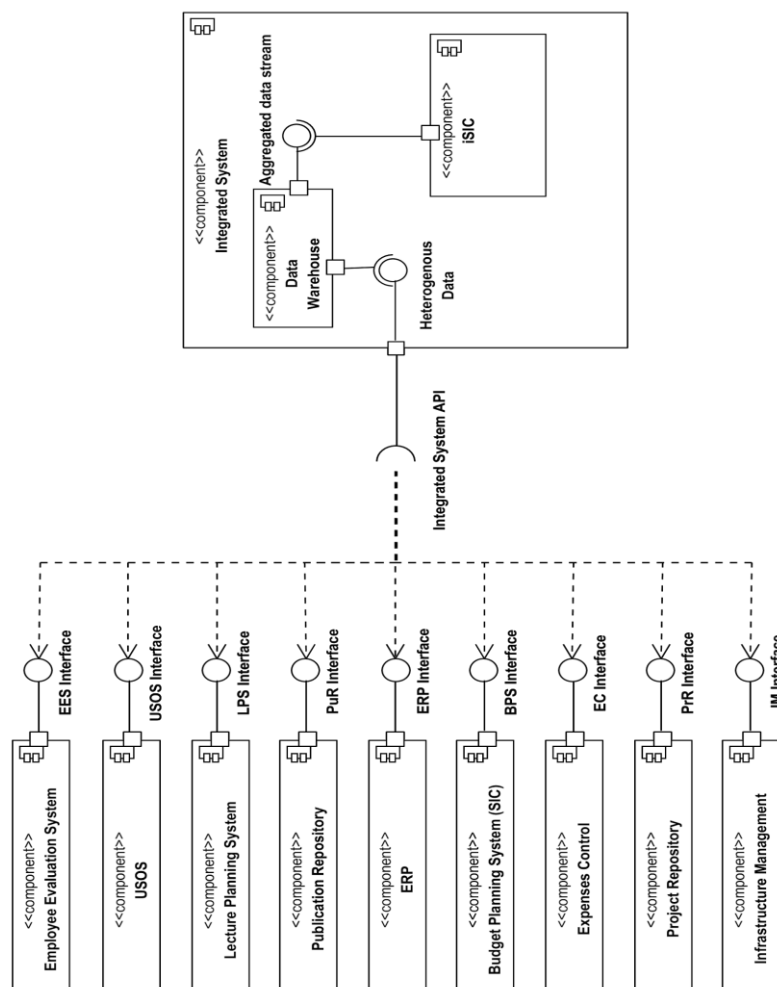 <<component>>
Integrated System
Aggregated data stream
<<component>>
iSIC
<<component>>
Data
Warehouse
Heterogenous
Data
Integrated System API
EES Interface
USOS Interface
LPS Interface
PuR Interface
ERP Interface
BPS Interface
EC Interface
PrR Interface
IM Interface
<<component>>
Employee Evaluation System
<<component>>
USOS
<<component>>
Lecture Planning System
<<component>>
Publication Repository
<<component>>
ERP
<<component>>
Budget Planning System (SIC)
<<component>>
Expenses Control
<<component>>
Project Repository
<<component>>
Infrastructure Management